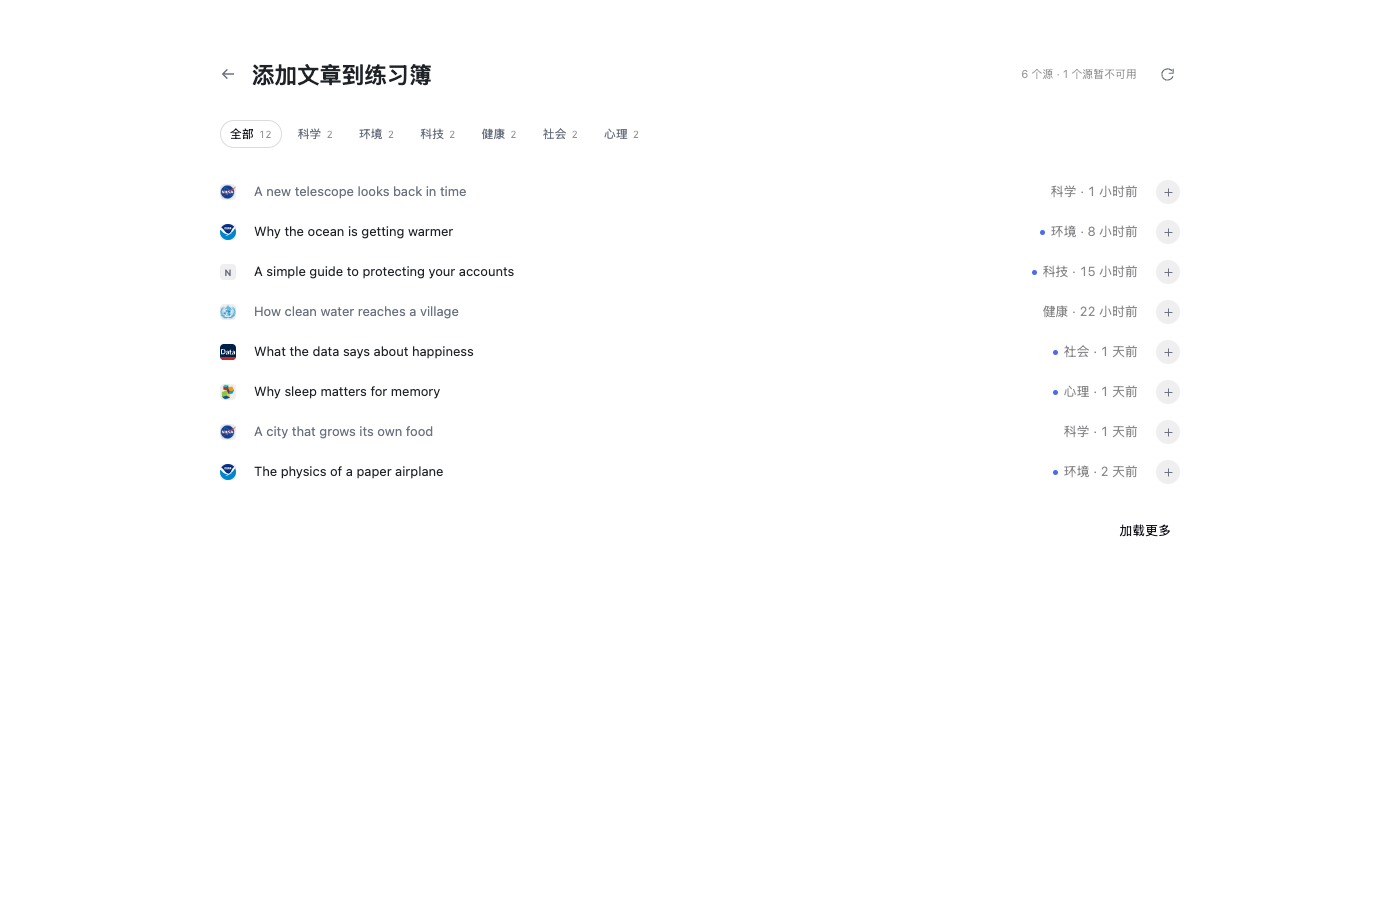 添加文章到练习簿
6 个源 · 1 个源暂不可用
全部 12 科学 2 环境 2 科技 2 健康 2 社会 2 心理 2
A new telescope looks back in time 科学 · 1 小时前
Why the ocean is getting warmer 环境 · 8 小时前
N A simple guide to protecting your accounts 科技 · 15 小时前
How clean water reaches a village 健康 · 22 小时前
Data What the data says about happiness 社会 · 1 天前
Why sleep matters for memory 心理 · 1 天前
A city that grows its own food 科学 · 1 天前
The physics of a paper airplane 环境 · 2 天前
加载更多